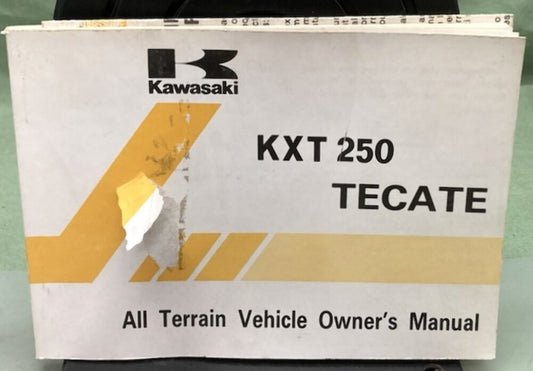 Kawasaki
KXT 250
TECATE
All Terrain Vehicle Owner's Manual